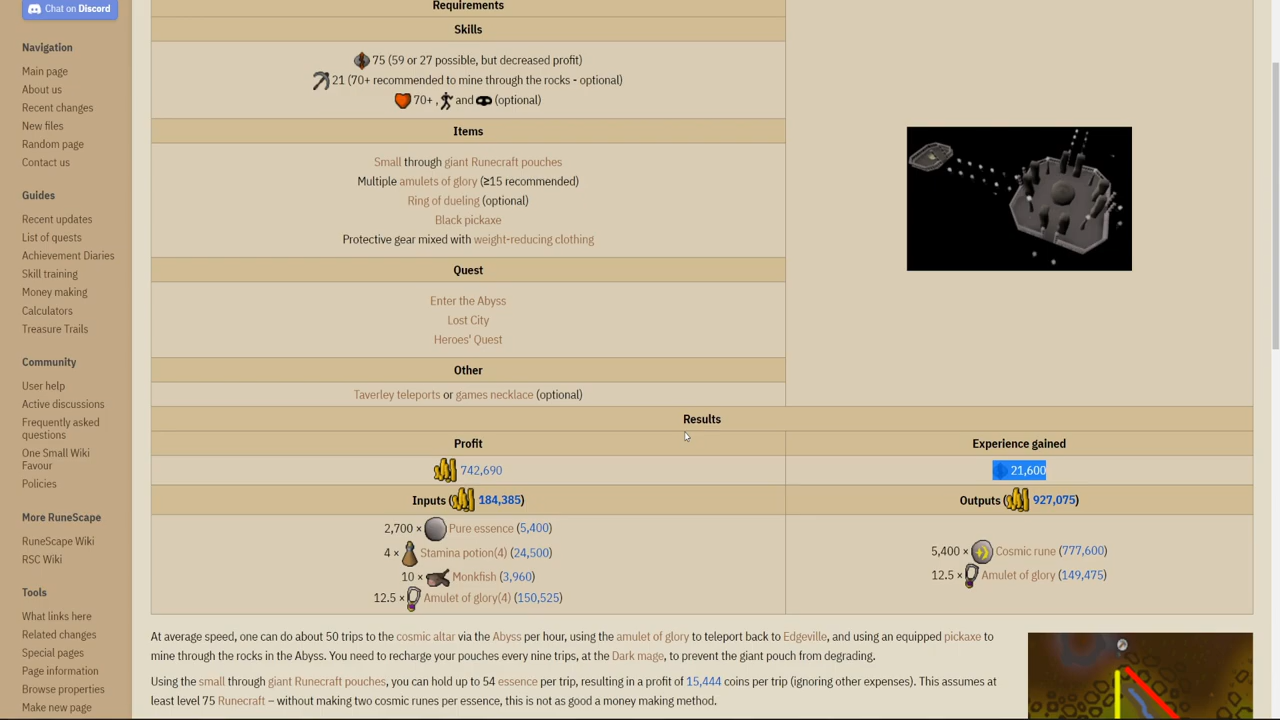 Chat on Discord
Navigation
Main page
About us
Recent changes
New files
Random page
Contact us
Guides
Recent updates
List of quests
Achievement Diaries
Skill training
Money making
Calculators
Treasure Trails
Community
User help
Active discussions
Frequently asked
questions
One Small Wiki
Favour
Policies
More RuneScape
RuneScape Wiki
RSC Wiki
Tools
What links here
Related changes
Special pages
Page information
Browse properties
Make new page
Requirements
Skills
75 (59 or 27 possible, but decreased profit)
21 (70+ recommended to mine through the rocks - optional)
70+ , and (optional)
Items
Small through giant Runecraft pouches
Multiple amulets of glory (≥15 recommended)
Ring of dueling (optional)
Black pickaxe
Protective gear mixed with weight-reducing clothing
Quest
Enter the Abyss
Lost City
Heroes' Quest
Other
Taverley teleports or games necklace (optional)
Results
Profit
Experience gained
742,690
21,600
Inputs (184,385)
Outputs (927,075)
2,700 × Pure essence (5,400)
4 × Stamina potion(4) (24,500)
10 × Monkfish (3,960)
12.5 × Amulet of glory(4) (150,525)
5,400 × Cosmic rune (777,600)
12.5 × Amulet of glory (149,475)
At average speed, one can do about 50 trips to the cosmic altar via the Abyss per hour, using the amulet of glory to teleport back to Edgeville, and using an equipped pickaxe to
mine through the rocks in the Abyss. You need to recharge your pouches every nine trips, at the Dark mage, to prevent the giant pouch from degrading.
Using the small through giant Runecraft pouches, you can hold up to 54 essence per trip, resulting in a profit of 15,444 coins per trip (ignoring other expenses). This assumes at
least level 75 Runecraft – without making two cosmic runes per essence, this is not as good a money making method.